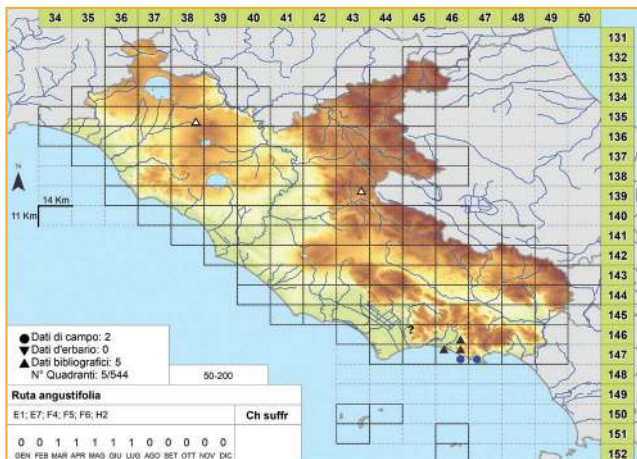 34 35 36 37 38 39 40 41 42 43 44 45 46 47 48 49 50
131
132
133
134
135
136
137
138
139
140
141
142
143
144
145
146
147
148
149
150
151
152
N
14 Km
11 Km
?
Dati di campo: 2
Dati d'erbario: 0
Dati bibliografici: 5
N° Quadranti: 5/544
50-200
Ruta angustifolia
E1; E7; F4; F5; F6; H2
Ch suffr
0 0 1 1 1 1 1 0 0 0 0 0
GEN FEB MAR APR MAG GIU LUG AGO SET OTT NOV DIC